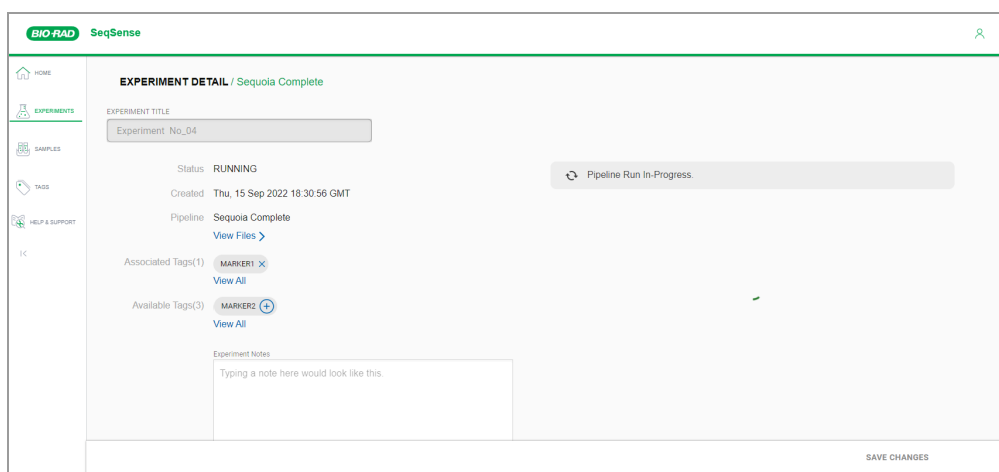 BIO-RAD SeqSense
HOME
EXPERIMENTS
SAMPLES
TAGS
HELP & SUPPORT
EXPERIMENT DETAIL / Sequoia Complete
EXPERIMENT TITLE
Experiment No_04
Status RUNNING
Created Thu, 15 Sep 2022 18:30:56 GMT
Pipeline Sequoia Complete
View Files >
Associated Tags(1) MARKER1 ×
View All
Available Tags(3) MARKER2 +
View All
Experiment Notes
Typing a note here would look like this
Pipeline Run In-Progress.
SAVE CHANGES